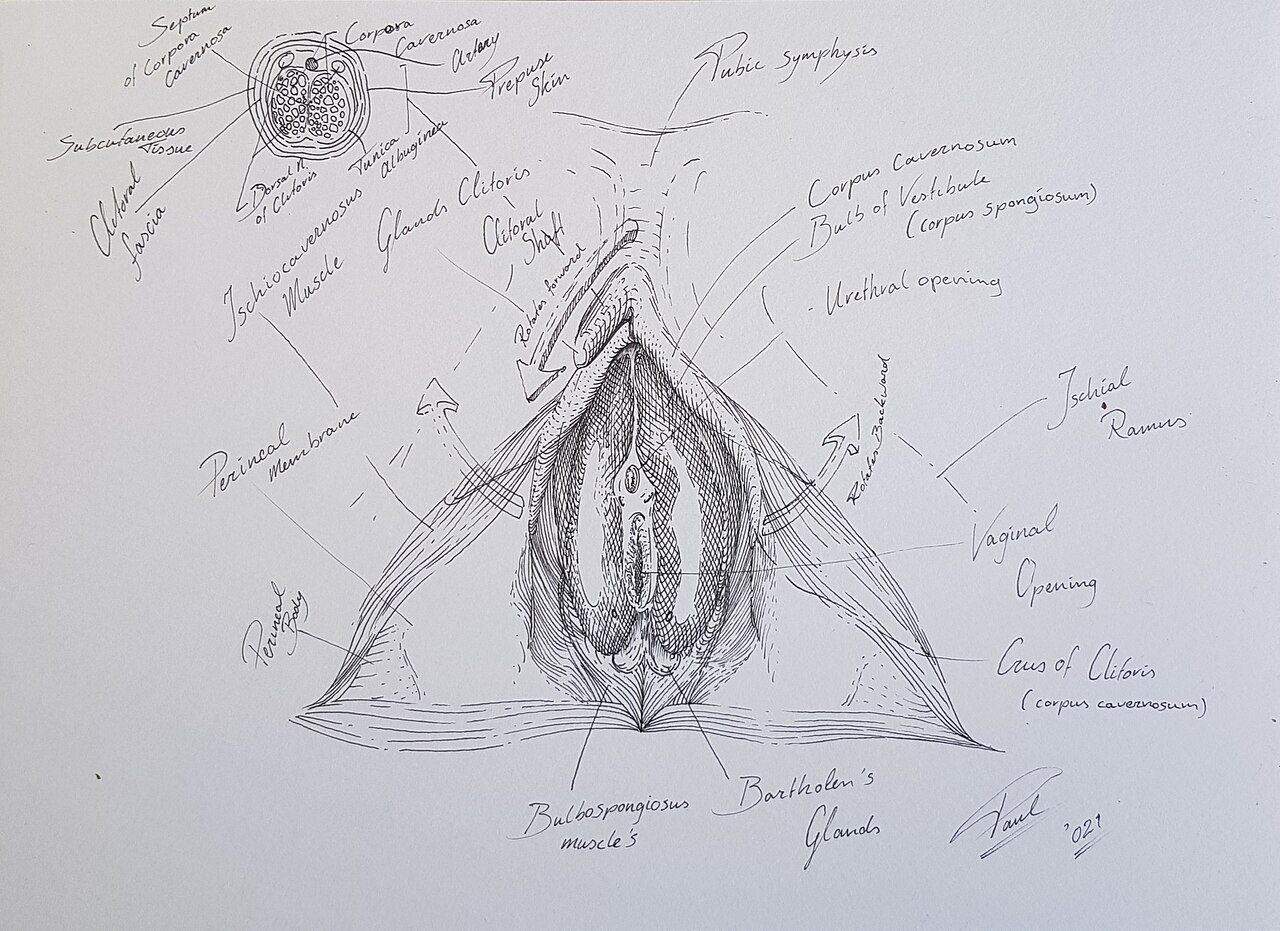 Septum
of Corpora
Cavernosa
Corpora
Cavernosa
Artery
Prepuse
Skin
Subcutaneous
Tissue
Clitoral
fascia
Dorsal n.
of Clitoris
Tunica
Albuginea
Ischiocavernosus
Muscle
Glands Clitoris
Clitoral
Shaft
Rotates forward
Pubic symphysis
Corpus cavernosum
Bulb of Vestibule
(corpus spongiosum)
Urethral opening
Rotates Backward
Ischial
Ramus
Perineal
Membrane
Vaginal
Opening
Perineal
Body
Crus of Clitoris
(corpus cavernosum)
Bulbospongiosus
muscle's
Bartholen's
Glands
Paul
'021